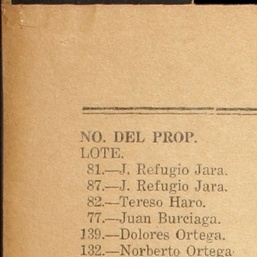 NO. DEL PROP.
LOTE.
81.—J. Refugio Jara.
87.—J. Refugio Jara.
82.—Tereso Haro.
77.—Juan Burciaga.
139.—Dolores Ortega.
132.—Norberto Ortega